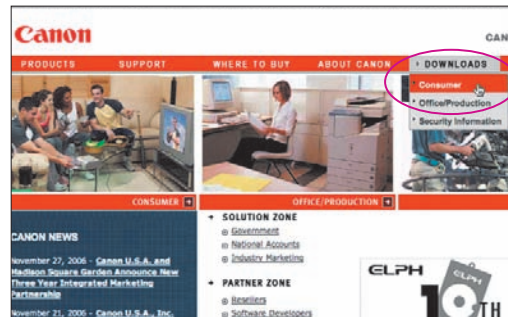 Canon
CAN
PRODUCTS SUPPORT WHERE TO BUY ABOUT CANON DOWNLOADS
Consumer
Office/Production
Security Information
CONSUMER OFFICE/PRODUCTION
CANON NEWS
November 27, 2006 - Canon U.S.A. and
Madison Square Garden Announce New
Three Year Integrated Marketing
Partnership
November 21, 2006 - Canon U.S.A., Inc.
SOLUTION ZONE
Government
National Accounts
Industry Marketing
PARTNER ZONE
Resellers
Software Developers
ELPH
ELPH
10TH